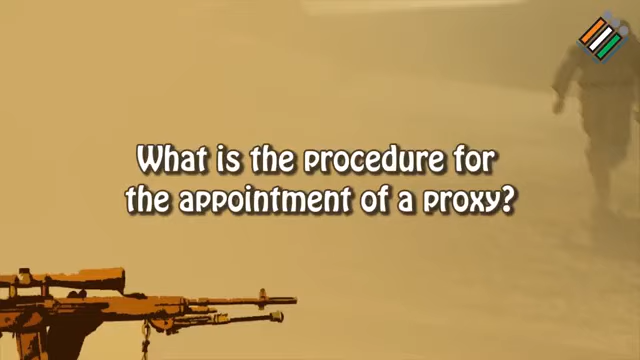 What is the procedure for
the appointment of a proxy?